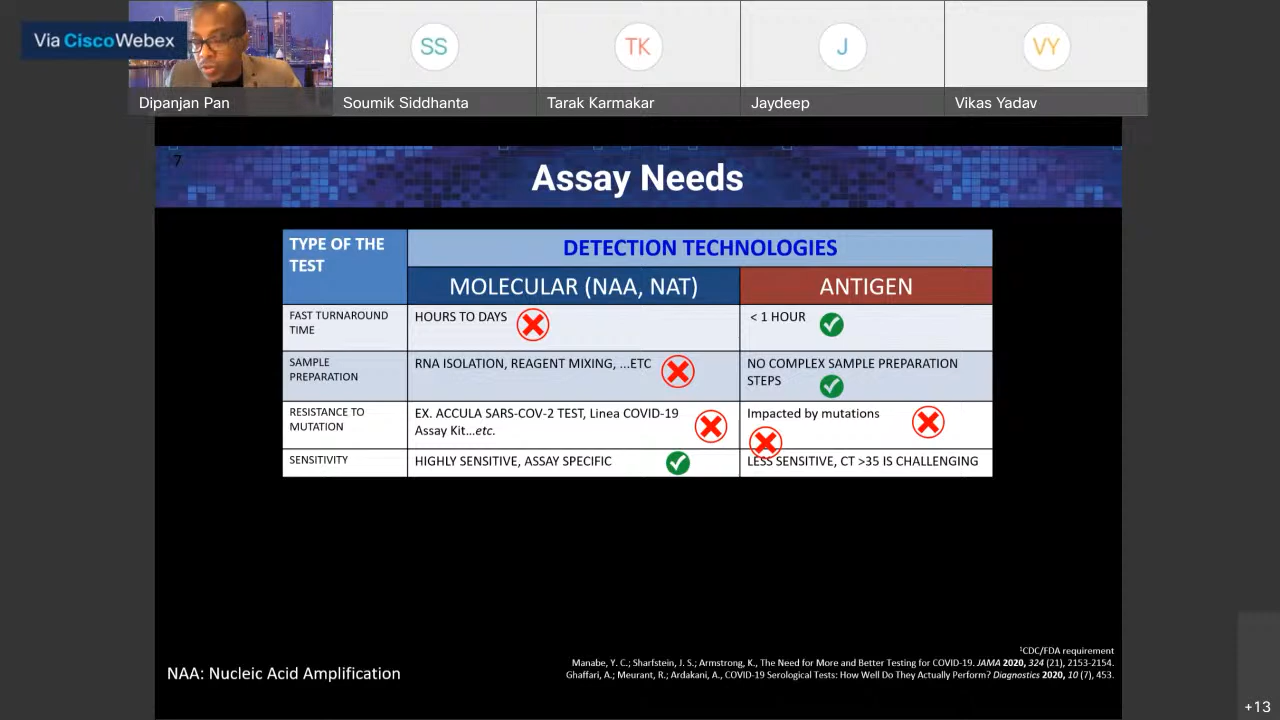 Via Cisco Webex
SS
TK
J
VY
Dipanjan Pan
Soumik Siddhanta
Tarak Karmakar
Jaydeep
Vikas Yadav
7
Assay Needs
TYPE OF THE
TEST
DETECTION TECHNOLOGIES
MOLECULAR (NAA, NAT)
ANTIGEN
FAST TURNAROUND
TIME
HOURS TO DAYS
< 1 HOUR
SAMPLE
PREPARATION
RNA ISOLATION, REAGENT MIXING, ...ETC
NO COMPLEX SAMPLE PREPARATION
STEPS
RESISTANCE TO
MUTATION
EX. ACCULA SARS-COV-2 TEST, Linea COVID-19
Assay Kit...etc.
Impacted by mutations
SENSITIVITY
HIGHLY SENSITIVE, ASSAY SPECIFIC
LESS SENSITIVE, CT >35 IS CHALLENGING
¹CDC/FDA requirement
Manabe, Y. C.; Sharfstein, J. S.; Armstrong, K., The Need for More and Better Testing for COVID-19. JAMA 2020, 324 (21), 2153-2154.
Ghaffari, A.; Meurant, R.; Ardakani, A., COVID-19 Serological Tests: How Well Do They Actually Perform? Diagnostics 2020, 10 (7), 453.
NAA: Nucleic Acid Amplification
+13